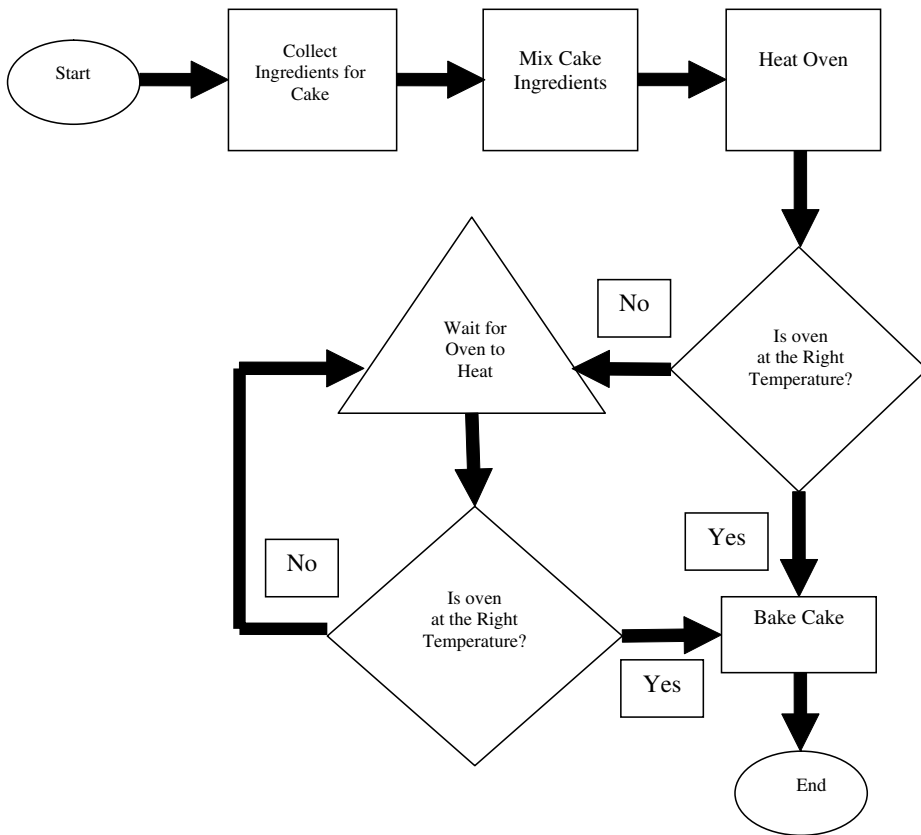 Start
Collect
Ingredients for
Cake
Mix Cake
Ingredients
Heat Oven
Is oven
at the Right
Temperature?
No
Wait for
Oven to
Heat
Is oven
at the Right
Temperature?
No
Yes
Yes
Bake Cake
End